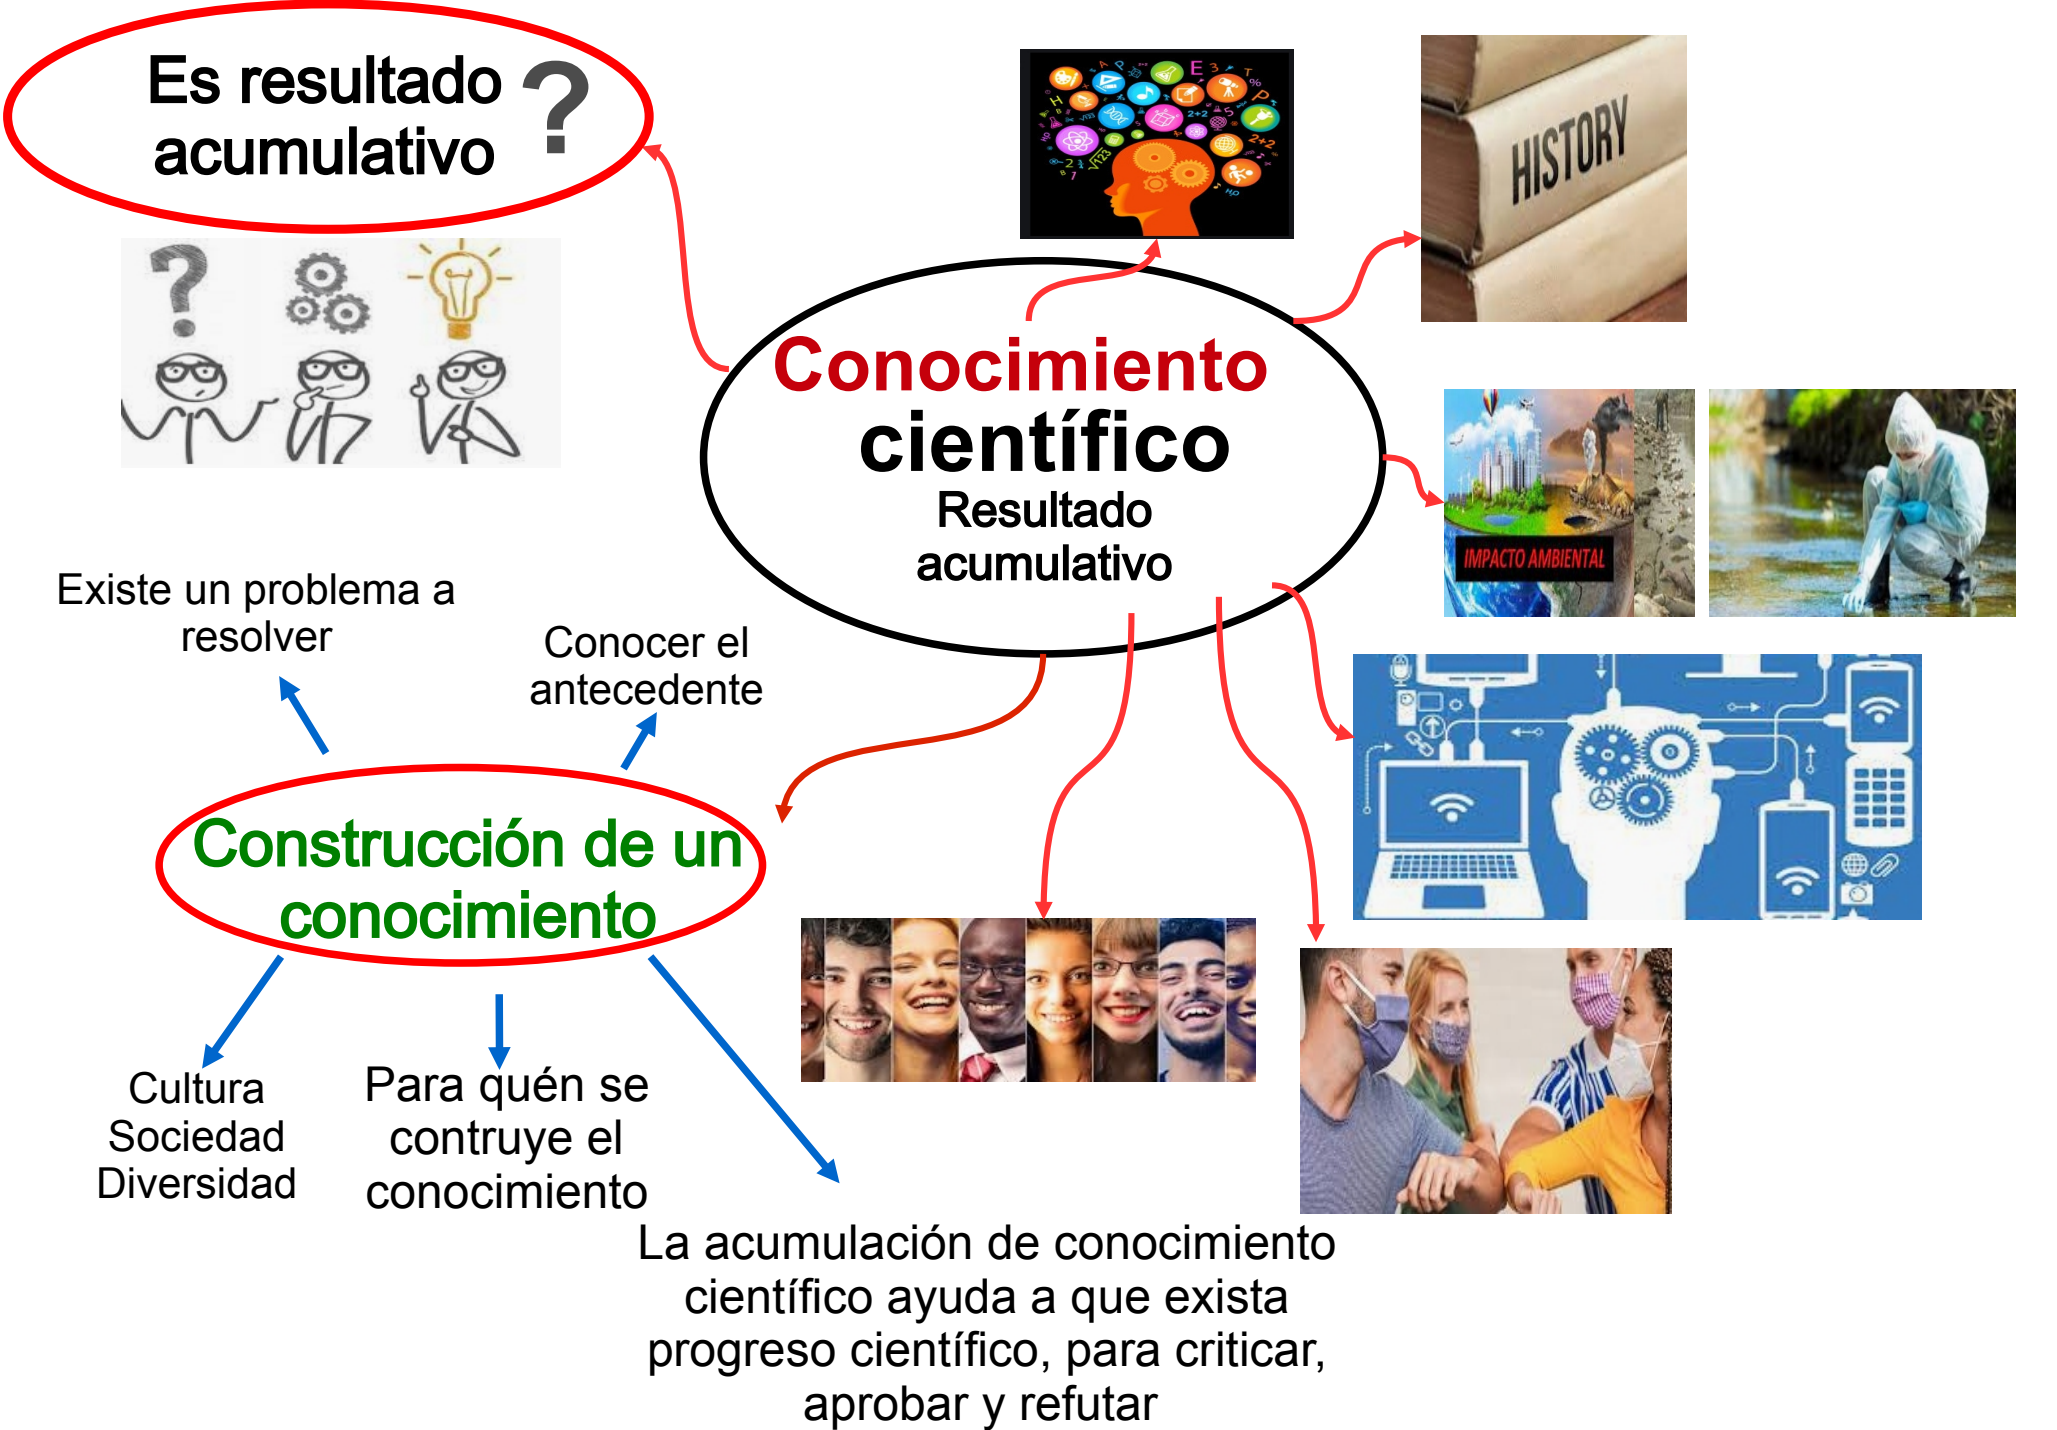 Es resultado
acumulativo
?
HISTORY
Conocimiento
científico
Resultado
acumulativo
IMPACTO AMBIENTAL
Existe un problema a
resolver
Conocer el
antecedente
Construcción de un
conocimiento
Cultura
Sociedad
Diversidad
Para quén se
contruye el
conocimiento
La acumulación de conocimiento
científico ayuda a que exista
progreso científico, para criticar,
aprobar y refutar